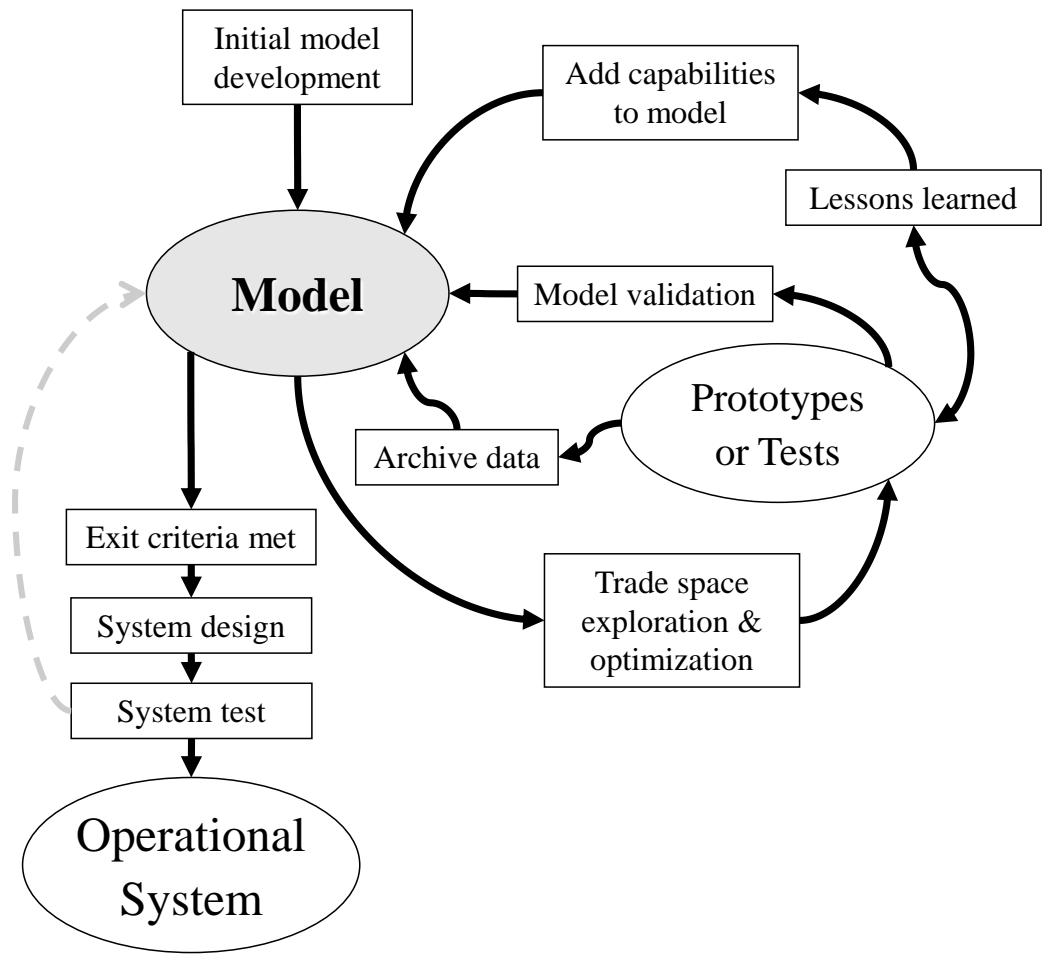 Initial model
development
Add capabilities
to model
Lessons learned
Model
Model validation
Prototypes
or Tests
Archive data
Exit criteria met
Trade space
exploration &
optimization
System design
System test
Operational
System